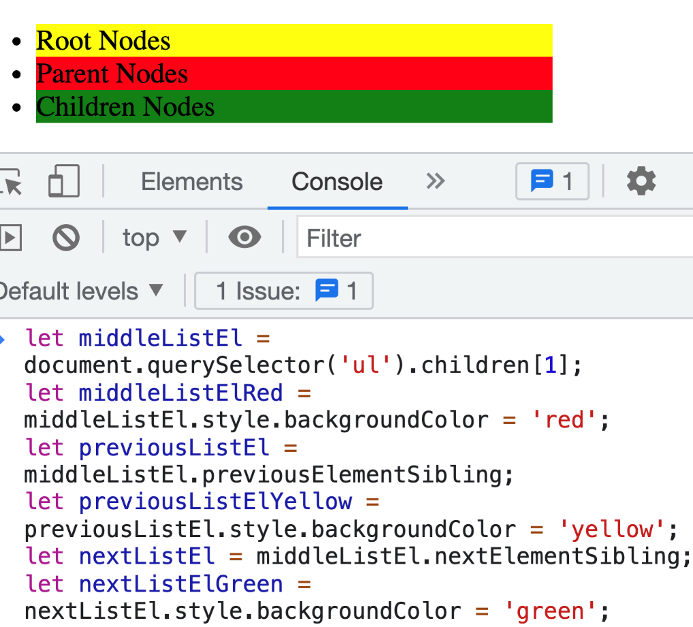 Root Nodes
Parent Nodes
Children Nodes
Elements Console 1
top Filter
Default levels 1 Issue: 1
let middleListEl =
document.querySelector('ul').children[1];
let middleListElRed =
middleListEl.style.backgroundColor = 'red';
let previousListEl =
middleListEl.previousElementSibling;
let previousListElYellow =
previousListEl.style.backgroundColor = 'yellow';
let nextListEl = middleListEl.nextElementSibling;
let nextListElGreen =
nextListEl.style.backgroundColor = 'green';